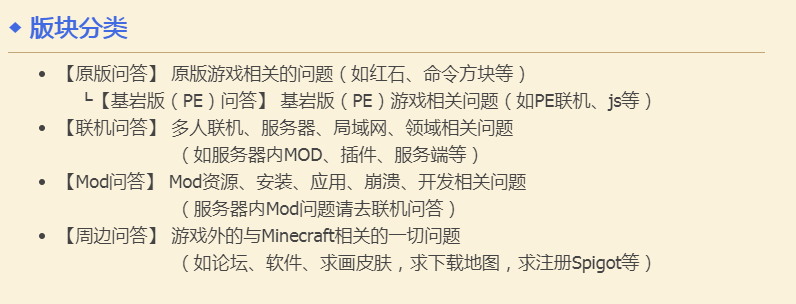 版块分类
【原版问答】 原版游戏相关的问题（如红石、命令方块等）
┗【基岩版（PE）问答】 基岩版（PE）游戏相关问题（如PE联机、js等）
【联机问答】 多人联机、服务器、局域网、领域相关问题
（如服务器内MOD、插件、服务端等）
【Mod问答】 Mod资源、安装、应用、崩溃、开发相关问题
（服务器内Mod问题请去联机问答）
【周边问答】 游戏外的与Minecraft相关的一切问题
（如论坛、软件、求画皮肤，求下载地图，求注册Spigot等）